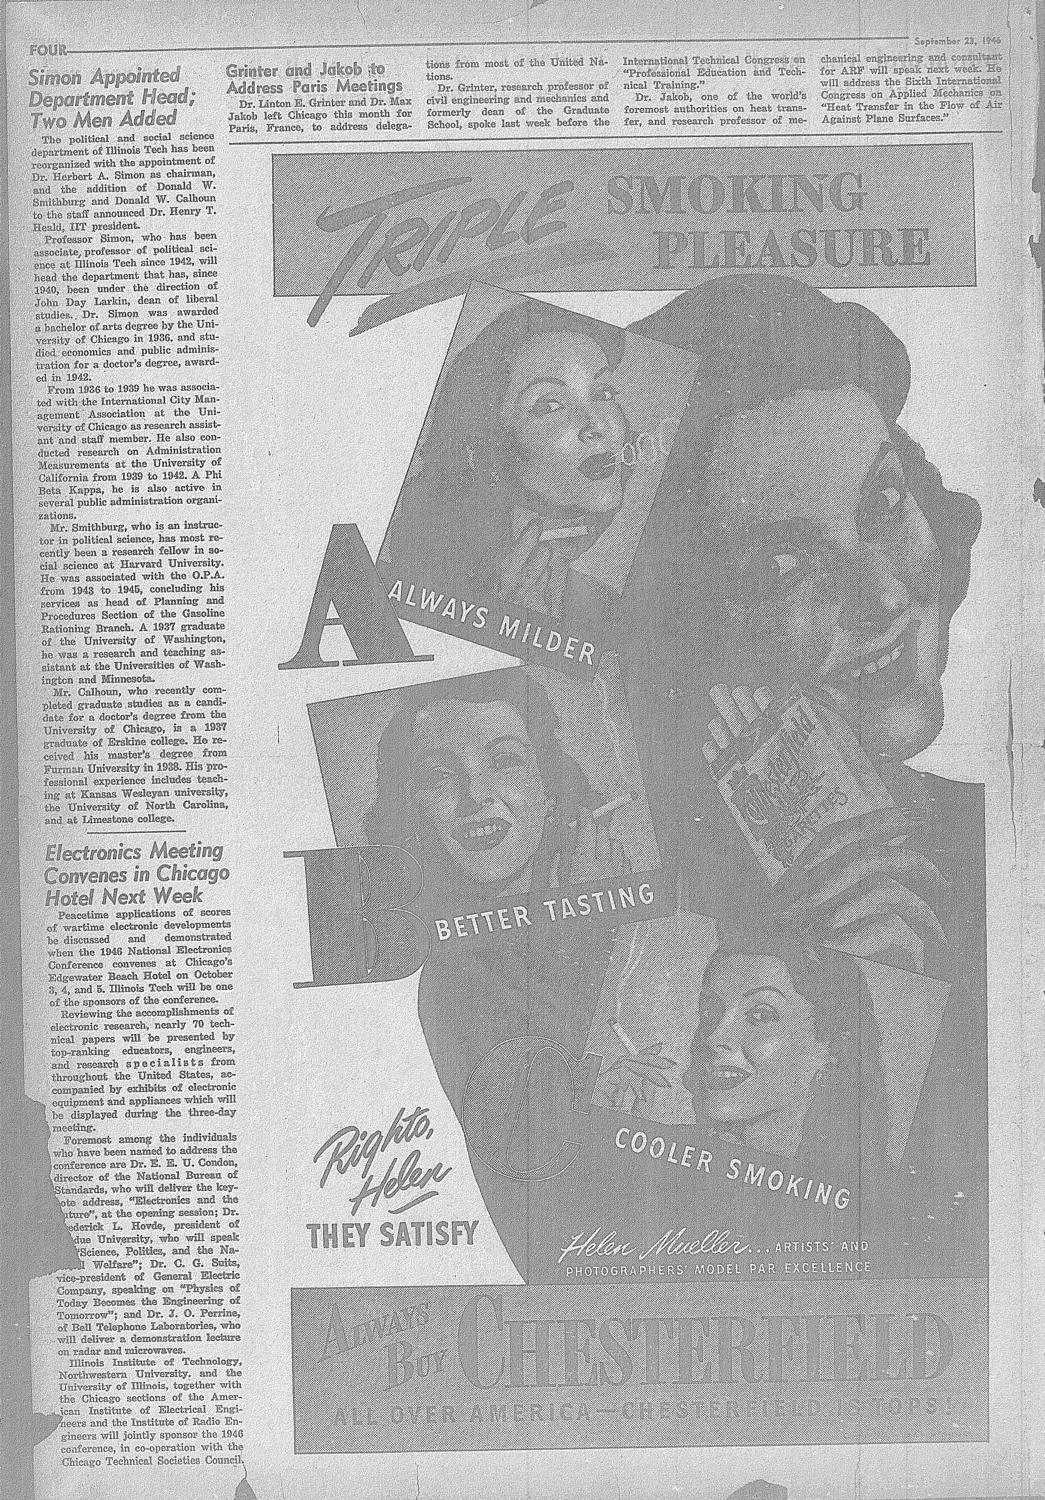 FOUR
September 23, 1946
Simon Appointed
Department Head;
Two Men Added
The political and social science
department of Illinois Tech has been
reorganized with the appointment of
Dr. Herbert A. Simon as chairman,
and the addition of Donald W.
Smithburg and Donald W. Calhoun
to the staff announced Dr. Henry T.
Heald, IIT president.
Professor Simon, who has been
associate professor of political sci-
ence at Illinois Tech since 1942, will
head the department that has, since
1940, been under the direction of
John Day Larkin, dean of liberal
studies. Dr. Simon was awarded
a bachelor of arts degree by the Uni-
versity of Chicago in 1936. and stu-
died economics and public adminis-
tration for a doctor's degree, award-
ed in 1942.
From 1936 to 1939 he was associa-
ted with the International City Man-
agement Association at the Uni-
versity of Chicago as research assist-
ant and staff member. He also con-
ducted research on Administration
Measurements at the University of
California from 1939 to 1942. A Phi
Beta Kappa, he is also active in
several public administration organi-
zations.
Mr. Smithburg, who is an instruc-
tor in political science, has most re-
cently been a research fellow in so-
cial science at Harvard University.
He was associated with the O.P.A.
from 1943 to 1945, concluding his
services as head of Planning and
Procedures Section of the Gasoline
Rationing Branch. A 1937 graduate
of the University of Washington,
he was a research and teaching as-
sistant at the Universities of Wash-
ington and Minnesota.
Mr. Calhoun, who recently com-
pleted graduate studies as a candi-
date for a doctor's degree from the
University of Chicago, is a 1937
graduate of Erskine college. He re-
ceived his master's degree from
Furman University in 1938. His pro-
fessional experience includes teach-
ing at Kansas Wesleyan university,
the University of North Carolina,
and at Limestone college.
Electronics Meeting
Convenes in Chicago
Hotel Next Week
Peacetime applications of scores
of wartime electronic developments
be discussed and demonstrated
when the 1946 National Electronics
Conference convenes at Chicago's
Edgewater Beach Hotel on October
3, 4, and 5. Illinois Tech will be one
of the sponsors of the conference.
Reviewing the accomplishments of
electronic research, nearly 70 tech-
nical papers will be presented by
top-ranking educators, engineers,
and research specialists from
throughout the United States, ac-
companied by exhibits of electronic
equipment and appliances which will
be displayed during the three-day
meeting.
Foremost among the individuals
who have been named to address the
conference are Dr. E. E. U. Condon,
director of the National Bureau of
Standards, who will deliver the key-
ote address, "Electronics and the
uture", at the opening session; Dr.
ederick L. Hovde, president of
due University, who will speak
"Science, Politics, and the Na-
l Welfare"; Dr. C. G. Suits,
vice-president of General Electric
Company, speaking on "Physics of
Today Becomes the Engineering of
Tomorrow"; and Dr. J. O. Perrine,
of Bell Telephone Laboratories, who
will deliver a demonstration lecture
on radar and microwaves.
Illinois Institute of Technology,
Northwestern University. and the
University of Illinois, together with
the Chicago sections of the Amer-
ican Institute of Electrical Engi-
neers and the Institute of Radio En-
gineers will jointly sponsor the 1946
conference, in co-operation with the
Chicago Technical Societies Council.
Grinter and Jakob to
Address Paris Meetings
Dr. Linton E. Grinter and Dr. Max
Jakob left Chicago this month for
Paris, France, to address delega-
tions from most of the United Na-
tions.
Dr. Grinter, research professor of
civil engineering and mechanics and
formerly dean of the Graduate
School, spoke last week before the
International Technical Congress on
"Professional Education and Tech-
nical Training."
Dr. Jakob, one of the world's
foremost authorities on heat trans-
fer, and research professor of me-
chanical engineering and consultant
for ARF will speak next week. He
will address the Sixth International
Congress on Applied Mechanics on
"Heat Transfer in the Flow of Air
Against Plane Surfaces."
TRIPLE SMOKING
PLEASURE
A ALWAYS MILDER
Chesterfield
CIGARETTES
B BETTER TASTING
C COOLER SMOKING
Righto,
Helen
THEY SATISFY
Helen Mueller... ARTISTS' AND
PHOTOGRAPHERS' MODEL PAR EXCELLENCE
ALWAYS
BUY CHESTERFIELD
ALL OVER AMERICA—CHESTERFIELD IS TOPS!